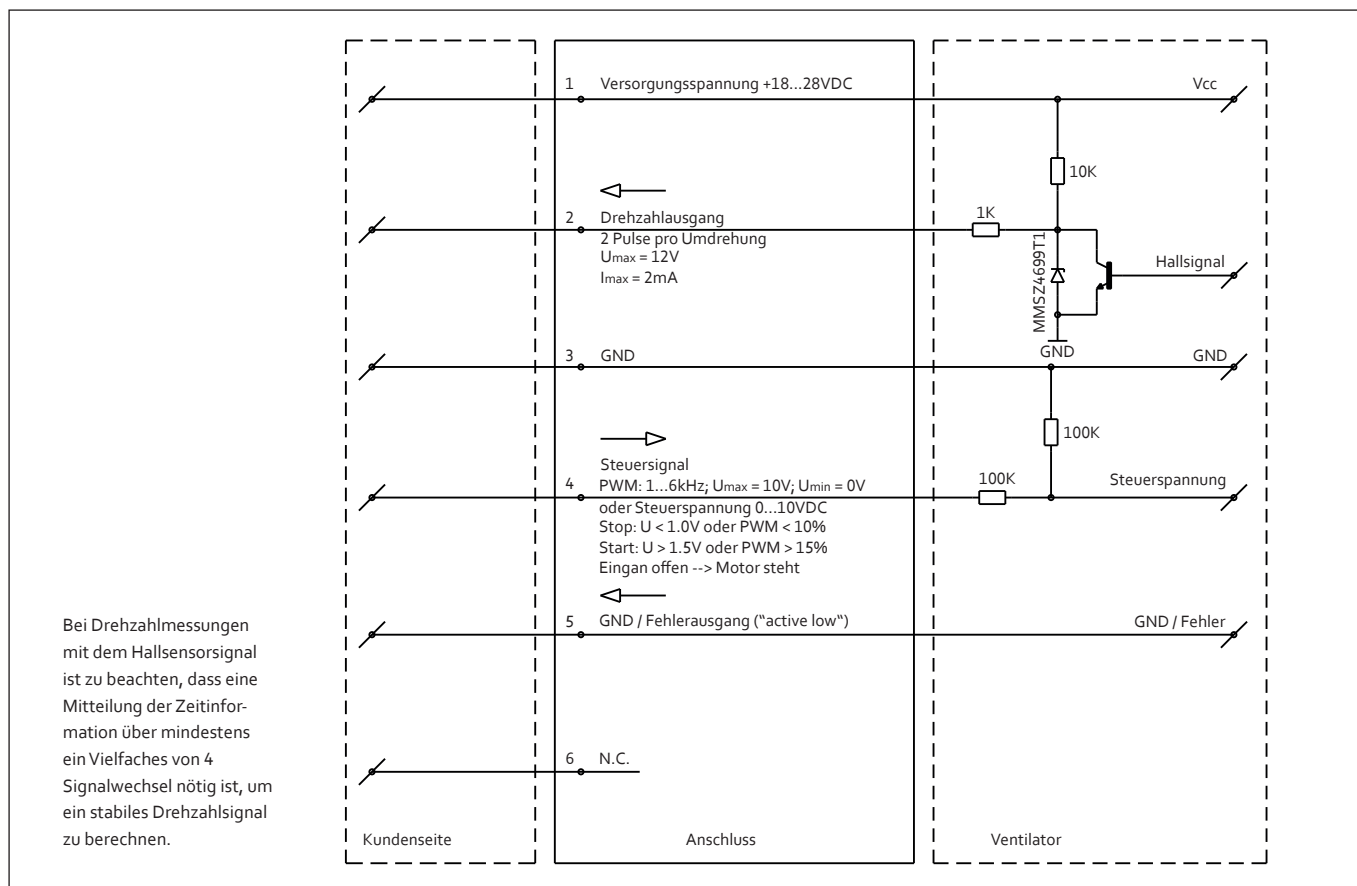 1 Versorgungsspannung +18...28VDC
Vcc
10K
2 Drehzahlausgang
2 Pulse pro Umdrehung
Umax = 12V
Imax = 2mA
1K
MMSZ4699T1
Hallsignal
GND
3 GND
GND
100K
Steuersignal
4 PWM: 1...6kHz; Umax = 10V; Umin = 0V
oder Steuerspannung 0...10VDC
Stop: U < 1.0V oder PWM < 10%
Start: U > 1.5V oder PWM > 15%
Eingan offen --> Motor steht
100K
Steuerspannung
5 GND / Fehlerausgang ("active low")
GND / Fehler
6 N.C.
Bei Drehzahlmessungen
mit dem Hallsensorsignal
ist zu beachten, dass eine
Mitteilung der Zeitinfor-
mation über mindestens
ein Vielfaches von 4
Signalwechsel nötig ist, um
ein stabiles Drehzahlsignal
zu berechnen.
Kundenseite
Anschluss
Ventilator